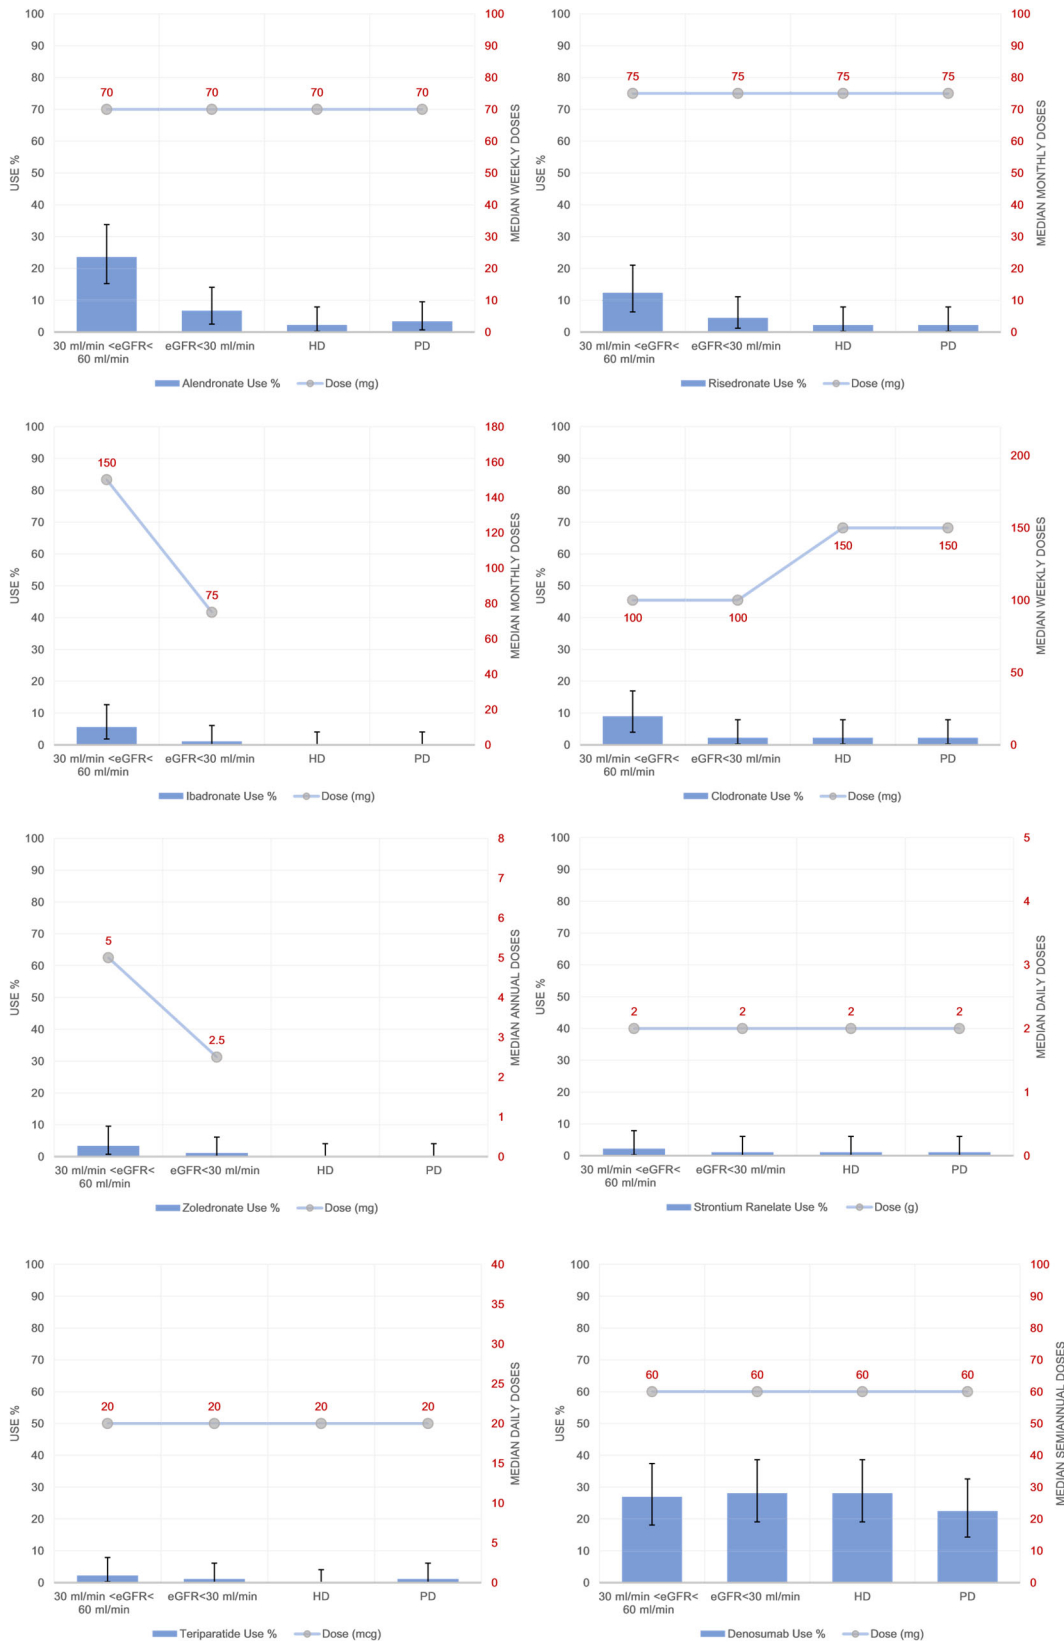 100
90
80
70
60
50
40
30
20
10
0
USE %
70 70 70 70
100
90
80
70
60
50
40
30
20
10
0
MEDIAN WEEKLY DOSES
30 ml/min <eGFR<
60 ml/min
eGFR<30 ml/min
HD
PD
Alendronate Use % Dose (mg)
100
90
80
70
60
50
40
30
20
10
0
USE %
75 75 75 75
100
90
80
70
60
50
40
30
20
10
0
MEDIAN MONTHLY DOSES
30 ml/min <eGFR<
60 ml/min
eGFR<30 ml/min
HD
PD
Risedronate Use % Dose (mg)
100
90
80
70
60
50
40
30
20
10
0
USE %
150
75
180
160
140
120
100
80
60
40
20
0
MEDIAN MONTHLY DOSES
30 ml/min <eGFR<
60 ml/min
eGFR<30 ml/min
HD
PD
Ibadronate Use % Dose (mg)
100
90
80
70
60
50
40
30
20
10
0
USE %
100 100 150 150
200
150
100
50
0
MEDIAN WEEKLY DOSES
30 ml/min <eGFR<
60 ml/min
eGFR<30 ml/min
HD
PD
Clodronate Use % Dose (mg)
100
90
80
70
60
50
40
30
20
10
0
USE %
5
2.5
8
7
6
5
4
3
2
1
0
MEDIAN ANNUAL DOSES
30 ml/min <eGFR<
60 ml/min
eGFR<30 ml/min
HD
PD
Zoledronate Use % Dose (mg)
100
90
80
70
60
50
40
30
20
10
0
USE %
2 2 2 2
5
4
3
2
1
0
MEDIAN DAILY DOSES
30 ml/min <eGFR<
60 ml/min
eGFR<30 ml/min
HD
PD
Strontium Ranelate Use % Dose (g)
100
90
80
70
60
50
40
30
20
10
0
USE %
20 20 20 20
40
35
30
25
20
15
10
5
0
MEDIAN DAILY DOSES
30 ml/min <eGFR<
60 ml/min
eGFR<30 ml/min
HD
PD
Teriparatide Use % Dose (mcg)
100
90
80
70
60
50
40
30
20
10
0
USE %
60 60 60 60
100
90
80
70
60
50
40
30
20
10
0
MEDIAN SEMIANNUAL DOSES
30 ml/min <eGFR<
60 ml/min
eGFR<30 ml/min
HD
PD
Denosumab Use % Dose (mg)